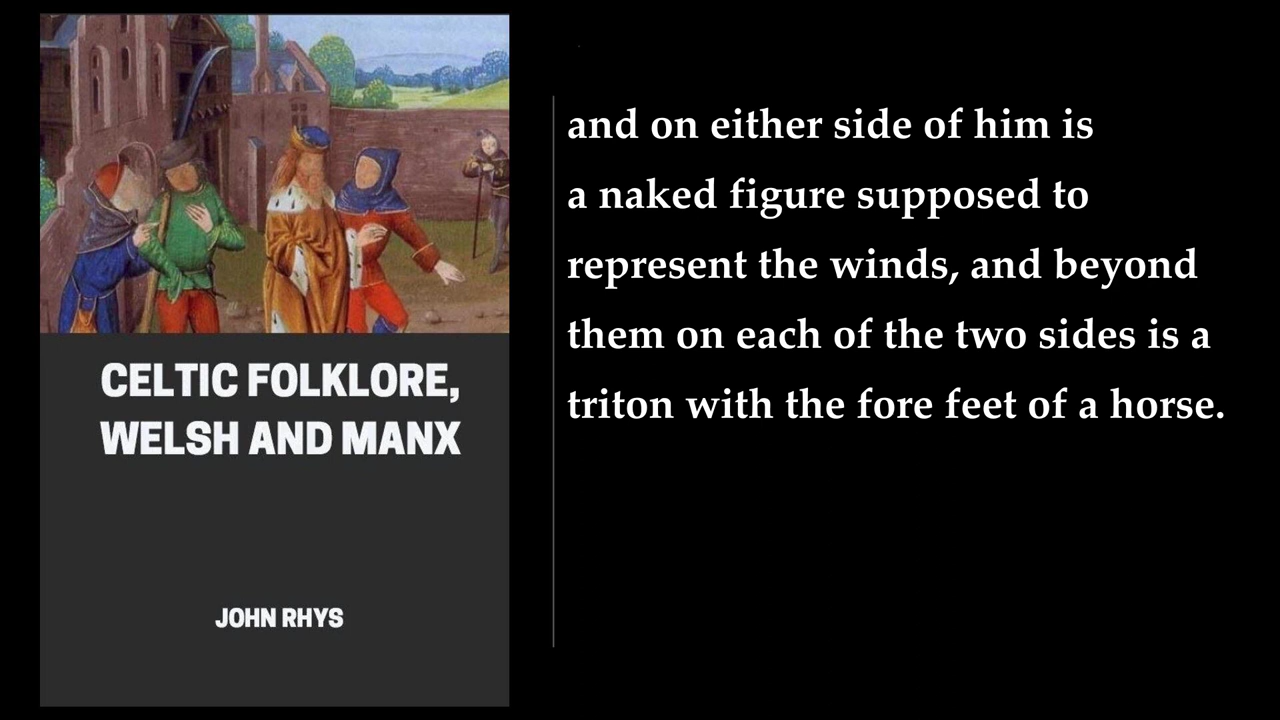 CELTIC FOLKLORE,
WELSH AND MANX
JOHN RHYS
and on either side of him is
a naked figure supposed to
represent the winds, and beyond
them on each of the two sides is a
triton with the fore feet of a horse.